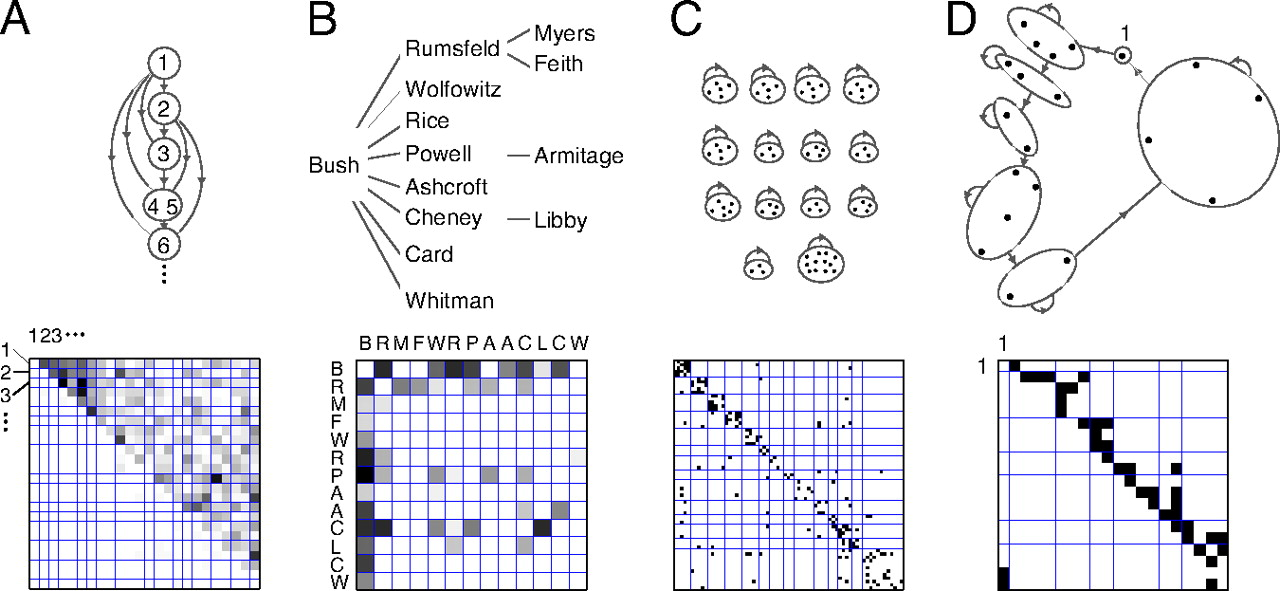 A
B
C
D
1
2
3
4 5
6
Bush
Rumsfeld
Myers
Feith
Wolfowitz
Rice
Powell
Armitage
Ashcroft
Cheney
Libby
Card
Whitman
1
123···
1
2
3
B R M F W R P A A C L C W
B
R
M
F
W
R
P
A
A
C
L
C
W
1
1